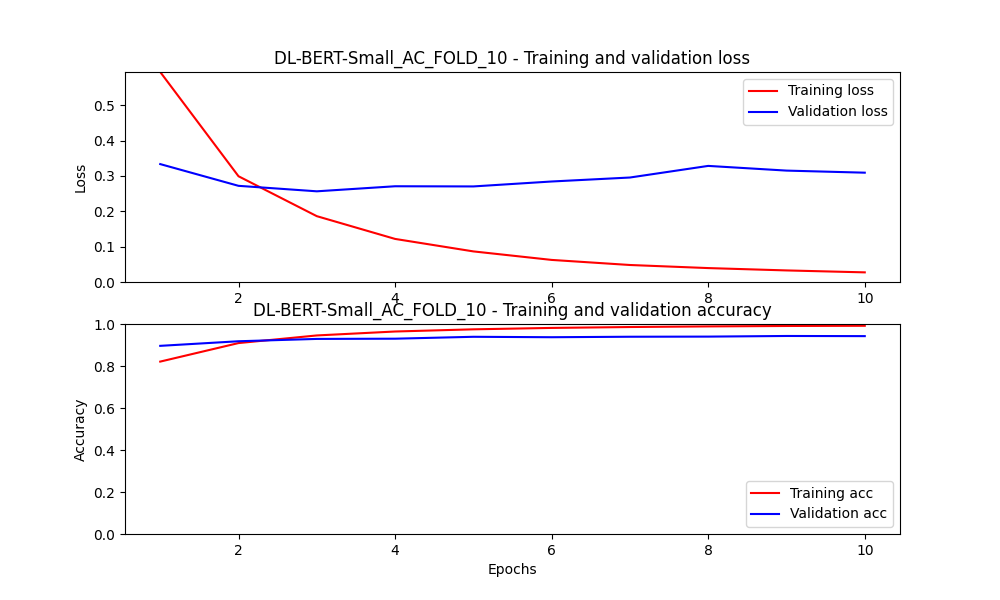 DL-BERT-Small_AC_FOLD_10 - Training and validation loss
Training loss
Validation loss
Loss
0.5
0.4
0.3
0.2
0.1
0.0
2 4 6 8 10
DL-BERT-Small_AC_FOLD_10 - Training and validation accuracy
1.0
0.8
0.6
0.4
0.2
0.0
Accuracy
Training acc
Validation acc
2 4 6 8 10
Epochs